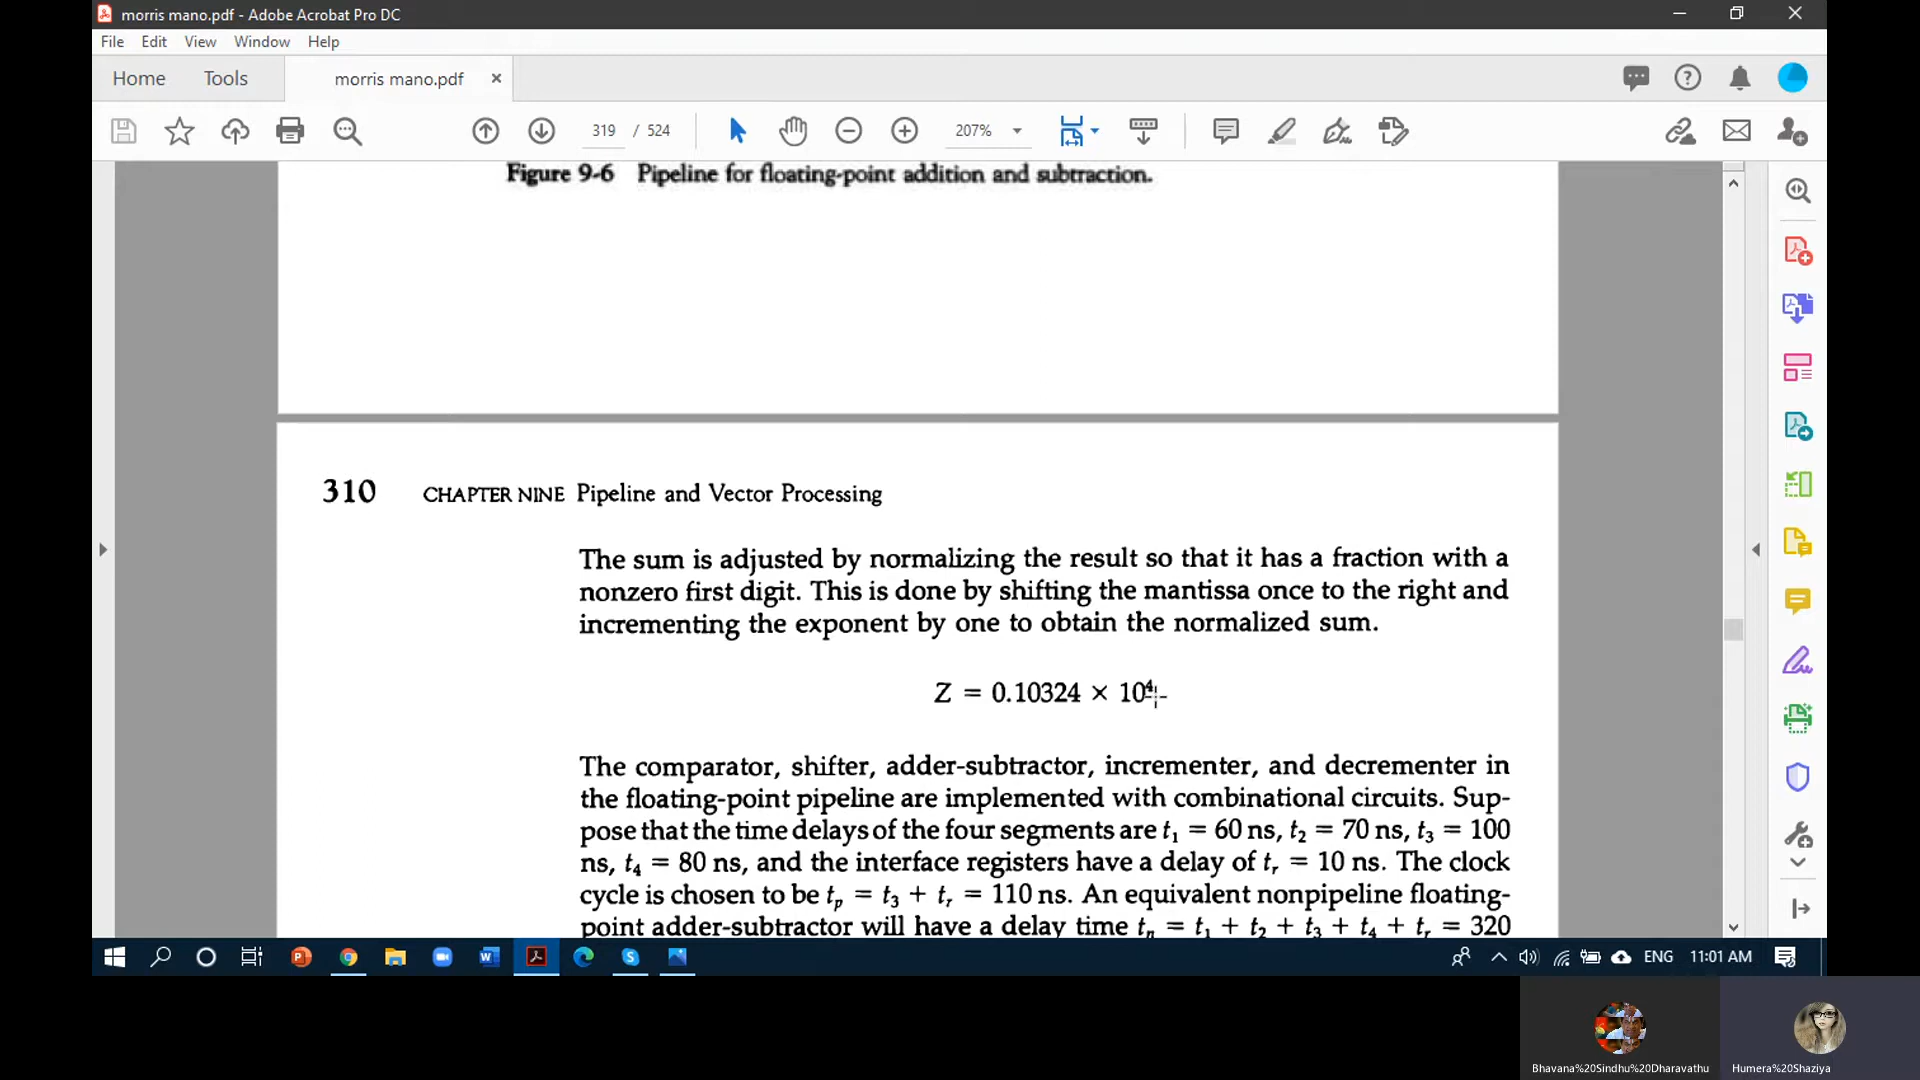 morris mano.pdf - Adobe Acrobat Pro DC
File Edit View Window Help
Home Tools morris mano.pdf
319 / 524 207%
Figure 9-6 Pipeline for floating-point addition and subtraction.
310 CHAPTER NINE Pipeline and Vector Processing
The sum is adjusted by normalizing the result so that it has a fraction with a
nonzero first digit. This is done by shifting the mantissa once to the right and
incrementing the exponent by one to obtain the normalized sum.
Z = 0.10324 × 10⁴
The comparator, shifter, adder-subtractor, incrementer, and decrementer in
the floating-point pipeline are implemented with combinational circuits. Sup-
pose that the time delays of the four segments are t₁ = 60 ns, t₂ = 70 ns, t₃ = 100
ns, t₄ = 80 ns, and the interface registers have a delay of tᵣ = 10 ns. The clock
cycle is chosen to be tₚ = t₃ + tᵣ = 110 ns. An equivalent nonpipeline floating-
point adder-subtractor will have a delay time tₙ = t₁ + t₂ + t₃ + t₄ + tᵣ = 320
ENG 11:01 AM
Bhavana%20Sindhu%20Dharavathu Humera%20Shaziya